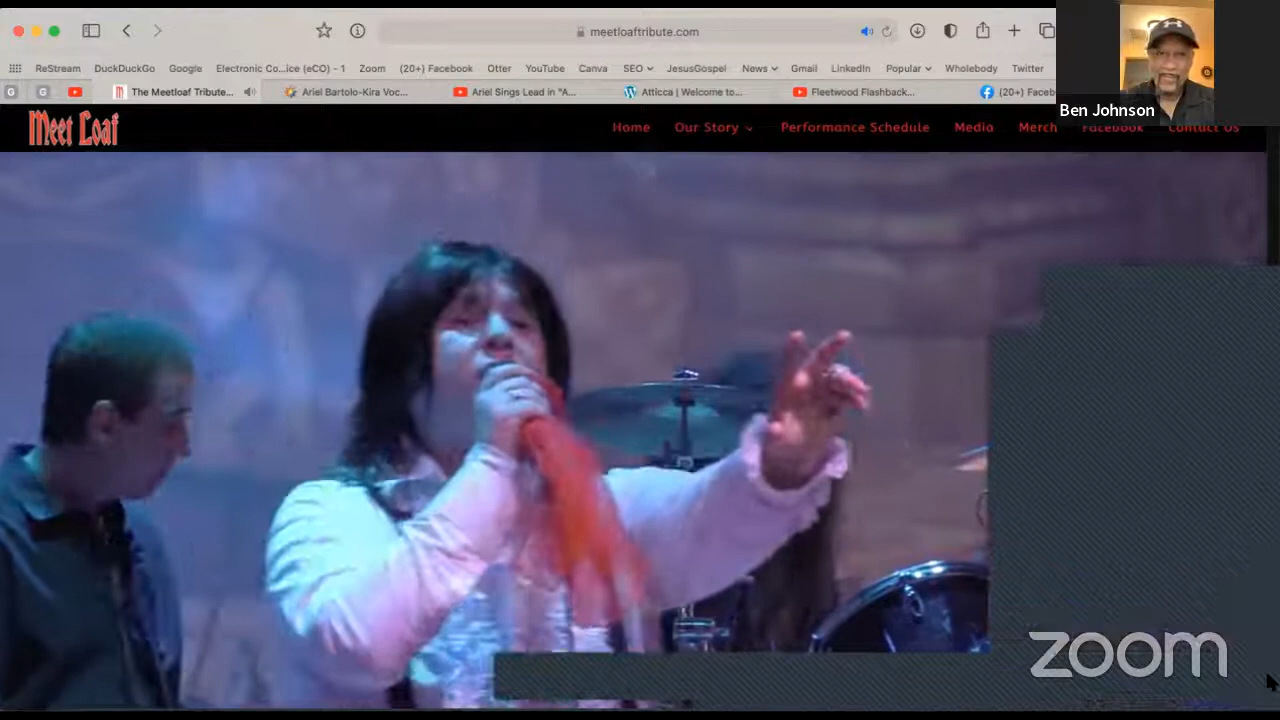 meetloaftribute.com
ReStream DuckDuckGo Google Electronic Co...ice (eCO) - 1 Zoom (20+) Facebook Otter YouTube Canva SEO JesusGospel News Gmail LinkedIn Popular Wholebody Twitter
G G The Meetloaf Tribute... Ariel Bartolo-Kira Voc... Ariel Sings Lead in "A... Atticca | Welcome to... Fleetwood Flashback... (20+) Faceb
Ben Johnson
Meet Loaf Home Our Story Performance Schedule Media Merch Facebook Contact Us
zoom